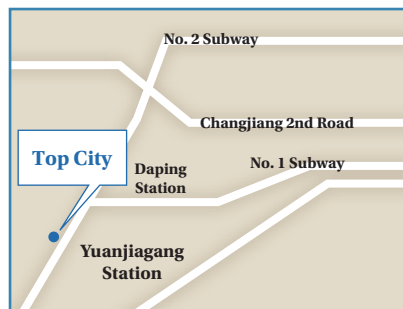 No. 2 Subway
Changjiang 2nd Road
Top City
Daping
Station
No. 1 Subway
Yuanjiagang
Station